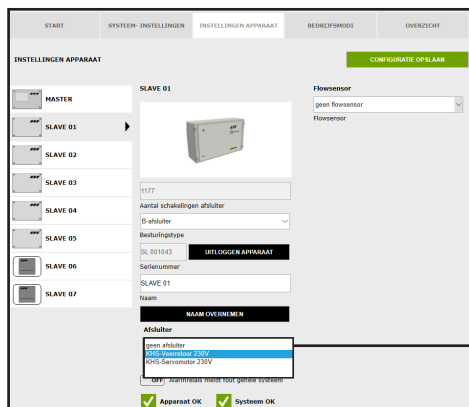 START
SYSTEEM- INSTELLINGEN
INSTELLINGEN APPARAAT
BEDRIJFSMODI
OVERZICHT
INSTELLINGEN APPARAAT
CONFIGURATIE OPSLAAN
MASTER
SLAVE 01
SLAVE 02
SLAVE 03
SLAVE 04
SLAVE 05
SLAVE 06
SLAVE 07
SLAVE 01
1177
Aantal schakelingen afsluiter
B-afsluiter
Besturingstype
SL 001043
UITLOGGEN APPARAAT
Serienummer
SLAVE 01
Naam
NAAM OVERNEMEN
Afsluiter
geen afsluiter
KHS-Veerretour 230V
KHS-Servomotor 230V
OFF
Alarmrelais meldt fout gehele systeem
Apparaat OK
Systeem OK
Flowsensor
geen flowsensor
Flowsensor